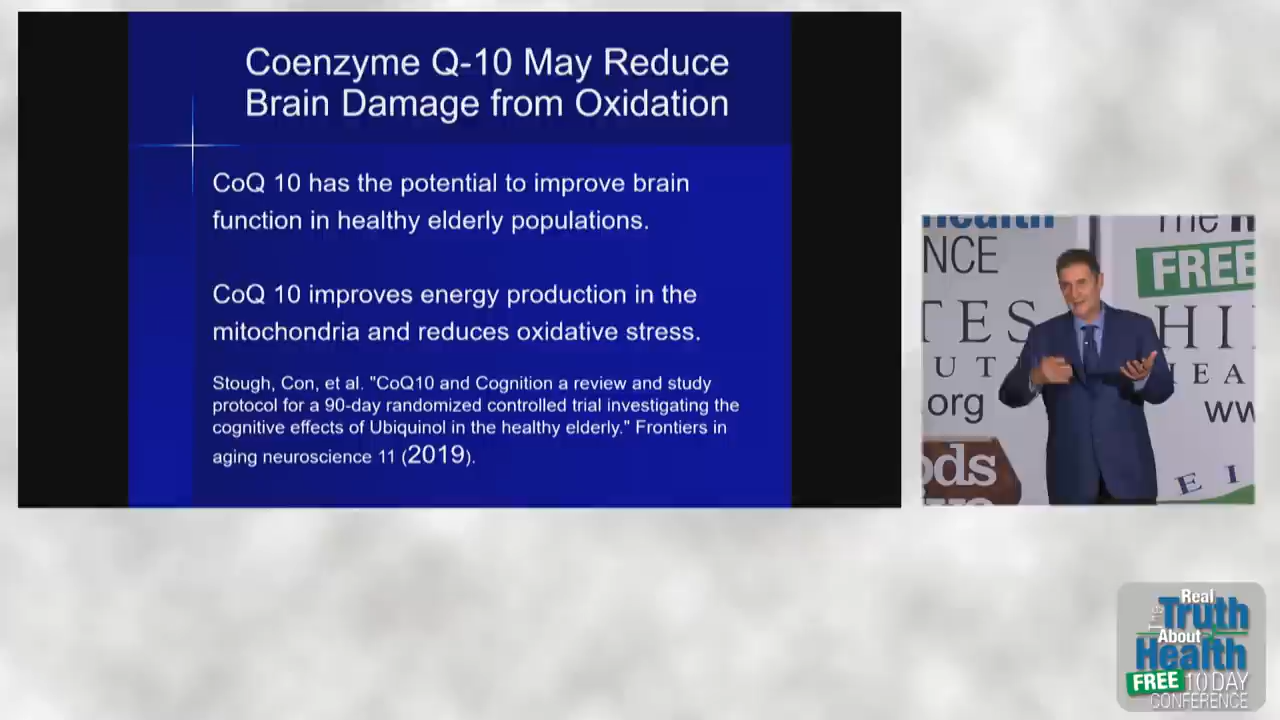 Coenzyme Q-10 May Reduce
Brain Damage from Oxidation
CoQ 10 has the potential to improve brain
function in healthy elderly populations.
CoQ 10 improves energy production in the
mitochondria and reduces oxidative stress.
Stough, Con, et al. "CoQ10 and Cognition a review and study
protocol for a 90-day randomized controlled trial investigating the
cognitive effects of Ubiquinol in the healthy elderly." Frontiers in
aging neuroscience 11 (2019).
The
FREE
.org
Real
The Truth
About
Health
FREE 10 DAY
CONFERENCE